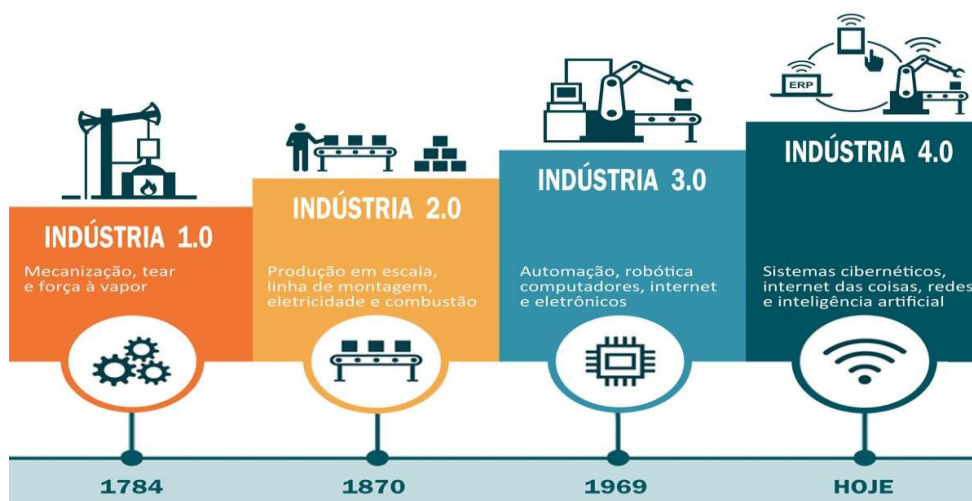 ERP
INDÚSTRIA 1.0
Mecanização, tear
e força à vapor
INDÚSTRIA 2.0
Produção em escala,
linha de montagem,
eletricidade e combustão
INDÚSTRIA 3.0
Automação, robótica
computadores, internet
e eletrônicos
INDÚSTRIA 4.0
Sistemas cibernéticos,
internet das coisas, redes
e inteligência artificial
1784
1870
1969
HOJE